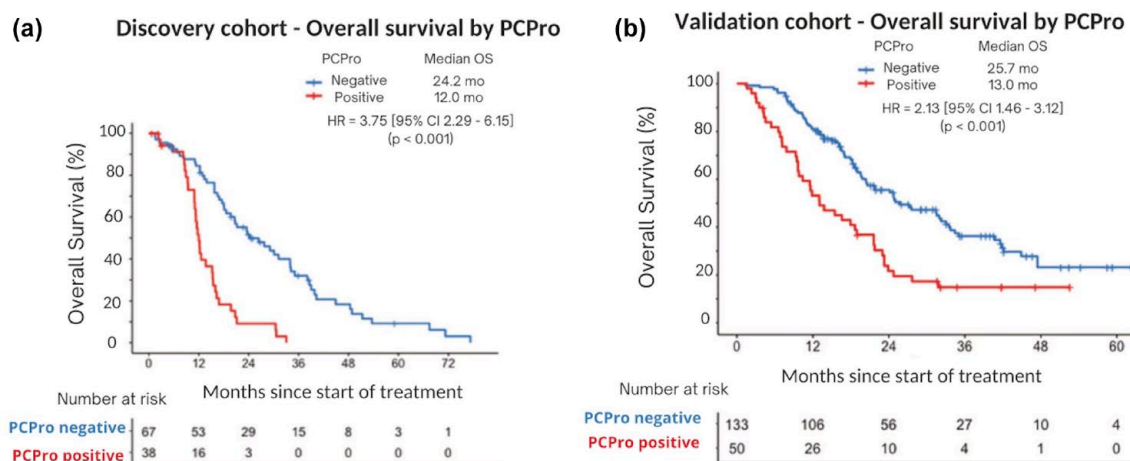 (a) Discovery cohort - Overall survival by PCPro
PCPro Median OS
Negative 24.2 mo
Positive 12.0 mo
HR = 3.75 [95% CI 2.29 - 6.15]
(p < 0.001)
Overall Survival (%)
100
80
60
40
20
0
0 12 24 36 48 60 72
Months since start of treatment
Number at risk
PCPro negative 67 53 29 15 8 3 1
PCPro positive 38 16 3 0 0 0 0
(b) Validation cohort - Overall survival by PCPro
PCPro Median OS
Negative 25.7 mo
Positive 13.0 mo
HR = 2.13 [95% CI 1.46 - 3.12]
(p < 0.001)
Overall Survival (%)
100
80
60
40
20
0
0 12 24 36 48 60
Months since start of treatment
Number at risk
PCPro negative 133 106 56 27 10 4
PCPro positive 50 26 10 4 1 0